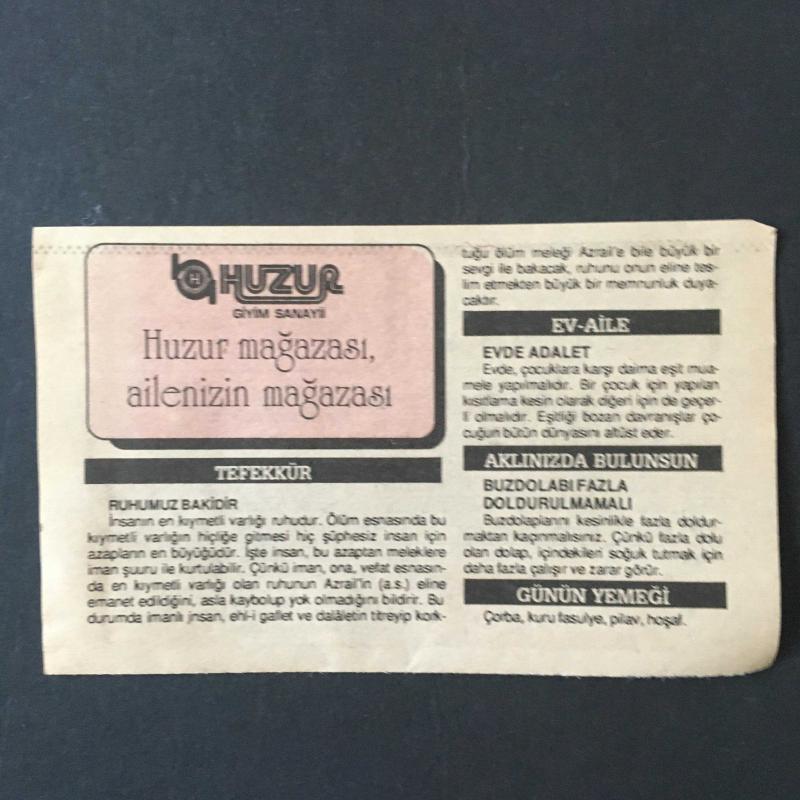 HUZUR
GİYİM SANAYİİ
Huzur mağazası,
ailenizin mağazası
TEFEKKÜR
RUHUMUZ BAKİDİR
İnsanın en kıymetli varlığı ruhudur. Ölüm esnasında bu
kıymetli varlığın hiçliğe gitmesi hiç şüphesiz insan için
azapların en büyüğüdür. İşte insan, bu azaptan meleklere
iman şuuru ile kurtulabilir. Çünkü iman, ona, vefat esnasın-
da en kıymetli varlığı olan ruhunun Azrail'in (a.s.) eline
emanet edildiğini, asla kaybolup yok olmadığını bildirir. Bu
durumda imanlı insan, ehl-i gaflet ve dalâletin titreyip kork-
tuğu ölüm meleği Azrail'e bile büyük bir
sevgi ile bakacak, ruhunu onun eline tes-
lim etmekten büyük bir memnunluk duya-
caktır.
EV-AİLE
EVDE ADALET
Evde, çocuklara karşı daima eşit mua-
mele yapılmalıdır. Bir çocuk için yapılan
kısıtlama kesin olarak diğeri için de geçer-
li olmalıdır. Eşitliği bozan davranışlar ço-
cuğun bütün dünyasını altüst eder.
AKLINIZDA BULUNSUN
BUZDOLABI FAZLA
DOLDURULMAMALI
Buzdolaplarını kesinlikle fazla doldur-
maktan kaçınmalısınız. Çünkü fazla dolu
olan dolap, içindekileri soğuk tutmak için
daha fazla çalışır ve zarar görür.
GÜNÜN YEMEĞİ
Çorba, kuru fasulye, pilav, hoşaf.